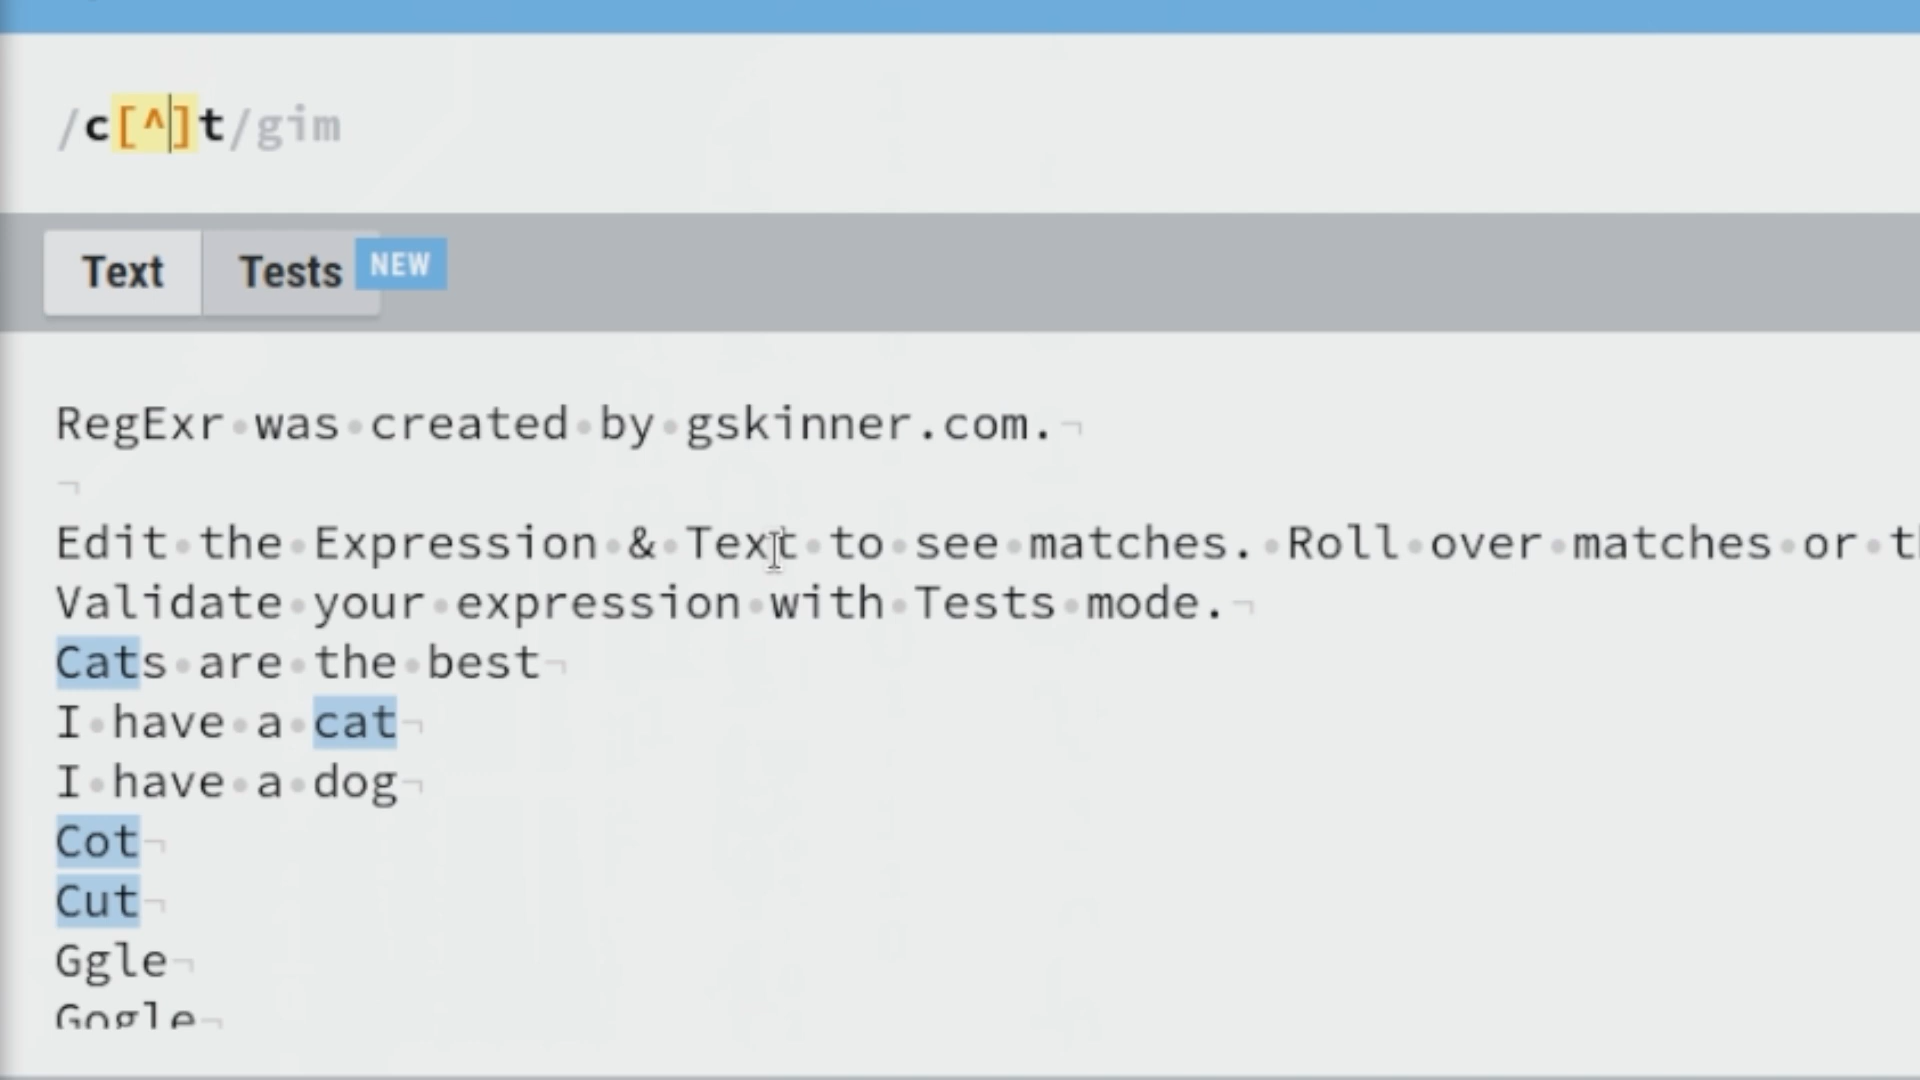 /c[^]t/gim
Text Tests NEW
RegExr was created by gskinner.com.
Edit the Expression & Text to see matches. Roll over matches or
Validate your expression with Tests mode.
Cats are the best
I have a cat
I have a dog
Cot
Cut
Ggle
Gogle